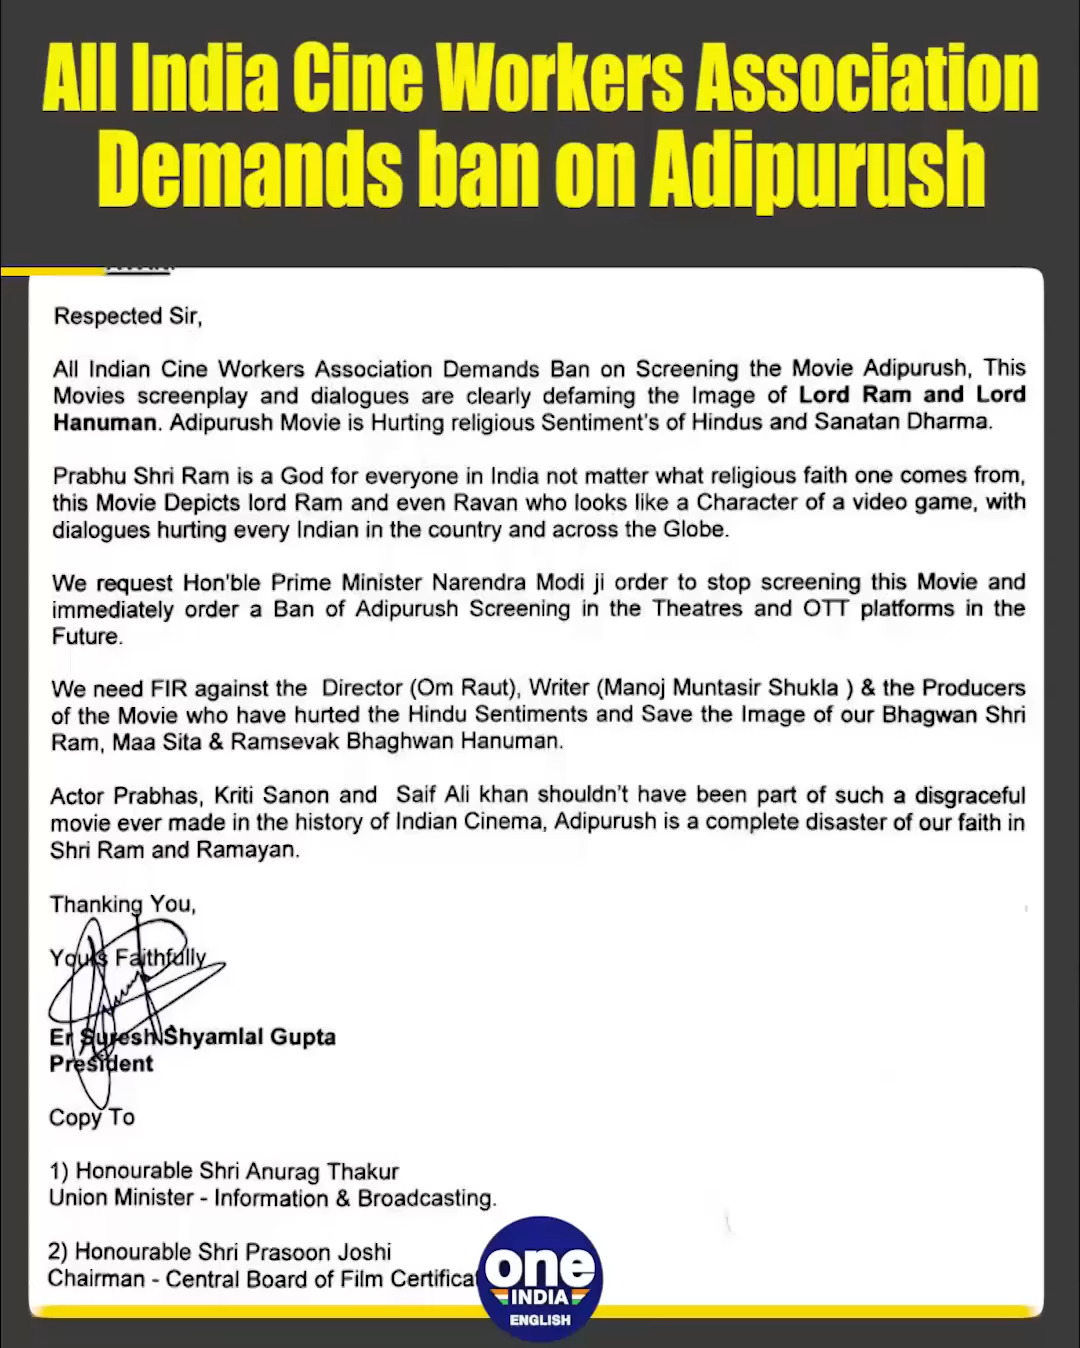 All India Cine Workers Association
Demands ban on Adipurush
Respected Sir,
All Indian Cine Workers Association Demands Ban on Screening the Movie Adipurush, This
Movies screenplay and dialogues are clearly defaming the Image of Lord Ram and Lord
Hanuman. Adipurush Movie is Hurting religious Sentiment's of Hindus and Sanatan Dharma.
Prabhu Shri Ram is a God for everyone in India not matter what religious faith one comes from,
this Movie Depicts lord Ram and even Ravan who looks like a Character of a video game, with
dialogues hurting every Indian in the country and across the Globe.
We request Hon'ble Prime Minister Narendra Modi ji order to stop screening this Movie and
immediately order a Ban of Adipurush Screening in the Theatres and OTT platforms in the
Future.
We need FIR against the Director (Om Raut), Writer (Manoj Muntasir Shukla ) & the Producers
of the Movie who have hurted the Hindu Sentiments and Save the Image of our Bhagwan Shri
Ram, Maa Sita & Ramsevak Bhaghwan Hanuman.
Actor Prabhas, Kriti Sanon and Saif Ali khan shouldn't have been part of such a disgraceful
movie ever made in the history of Indian Cinema, Adipurush is a complete disaster of our faith in
Shri Ram and Ramayan.
Thanking You,
Yours Faithfully
Er Suresh Shyamlal Gupta
President
Copy To
1) Honourable Shri Anurag Thakur
Union Minister - Information & Broadcasting.
2) Honourable Shri Prasoon Joshi
Chairman - Central Board of Film Certifica
one
INDIA
ENGLISH